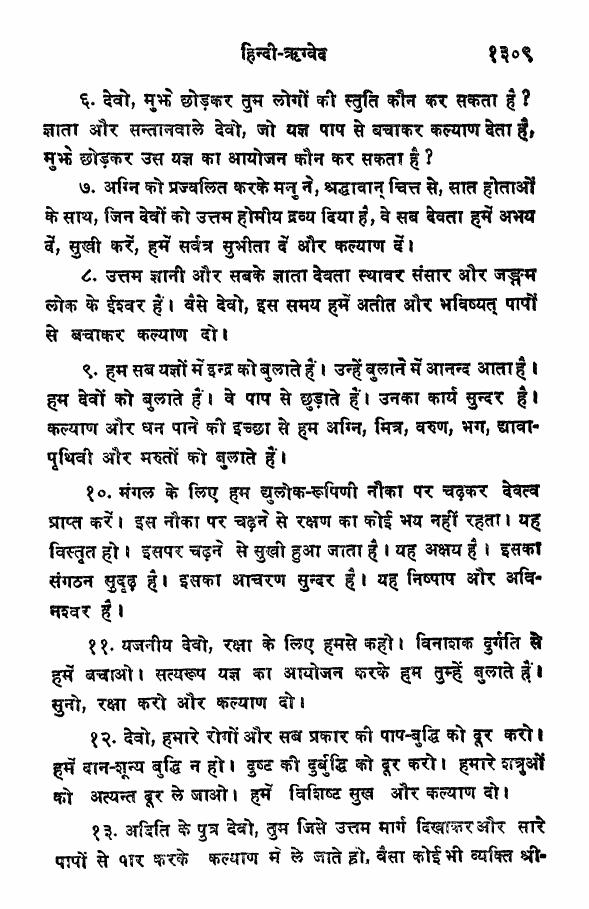 हिन्दी-ऋग्वेद १३०९
६. देवो, मुझे छोड़कर तुम लोगों की स्तुति कौन कर सकता है?
ज्ञाता और सन्तानवाले देवो, जो यज्ञ पाप से बचाकर कल्याण देता है,
मुझे छोड़कर उस यज्ञ का आयोजन कौन कर सकता है?
७. अग्नि को प्रज्वलित करके मनु ने, श्रद्धावान् चित्त से, सात होताओं
के साथ, जिन देवों को उत्तम होमीय द्रव्य दिया है, वे सब देवता हमें अभय
दें, सुखी करें, हमें सर्वत्र सुभीता दें और कल्याण दें।
८. उत्तम ज्ञानी और सबके ज्ञाता देवता स्थावर संसार और जङ्गम
लोक के ईश्वर हैं। वैसे देवो, इस समय हमें अतीत और भविष्यत् पापों
से बचाकर कल्याण दो।
९. हम सब यज्ञों में इन्द्र को बुलाते हैं। उन्हें बुलाने में आनन्द आता है।
हम देवों को बुलाते हैं। वे पाप से छुड़ाते हैं। उनका कार्य सुन्दर है।
कल्याण और धन पाने की इच्छा से हम अग्नि, मित्र, वरुण, भग, द्यावा-
पृथिवी और मरुतों को बुलाते हैं।
१०. मंगल के लिए हम द्युलोक-रूपिणी नौका पर चढ़कर देवत्व
प्राप्त करें। इस नौका पर चढ़ने से रक्षण का कोई भय नहीं रहता। यह
विस्तृत हो। इसपर चढ़ने से सुखी हुआ जाता है। यह अक्षय है। इसका
संगठन सुदृढ़ है। इसका आचरण सुन्दर है। यह निष्पाप और अवि-
नश्वर है।
११. यजनीय देवो, रक्षा के लिए हमसे कहो। विनाशक दुर्गति से
हमें बचाओ। सत्यरूप यज्ञ का आयोजन करके हम तुम्हें बुलाते हैं।
सुनो, रक्षा करो और कल्याण दो।
१२. देवो, हमारे रोगों और सब प्रकार की पाप-बुद्धि को दूर करो।
हमें दान-शून्य बुद्धि न हो। दुष्ट की दुर्बुद्धि को दूर करो। हमारे शत्रुओं
को अत्यन्त दूर ले जाओ। हमें विशिष्ट सुख और कल्याण दो।
१३. अदिति के पुत्र देवो, तुम जिसे उत्तम मार्ग दिखाकर और सारे
पापों से पार करके कल्याण में ले जाते हो, वैसा कोई भी व्यक्ति श्री-